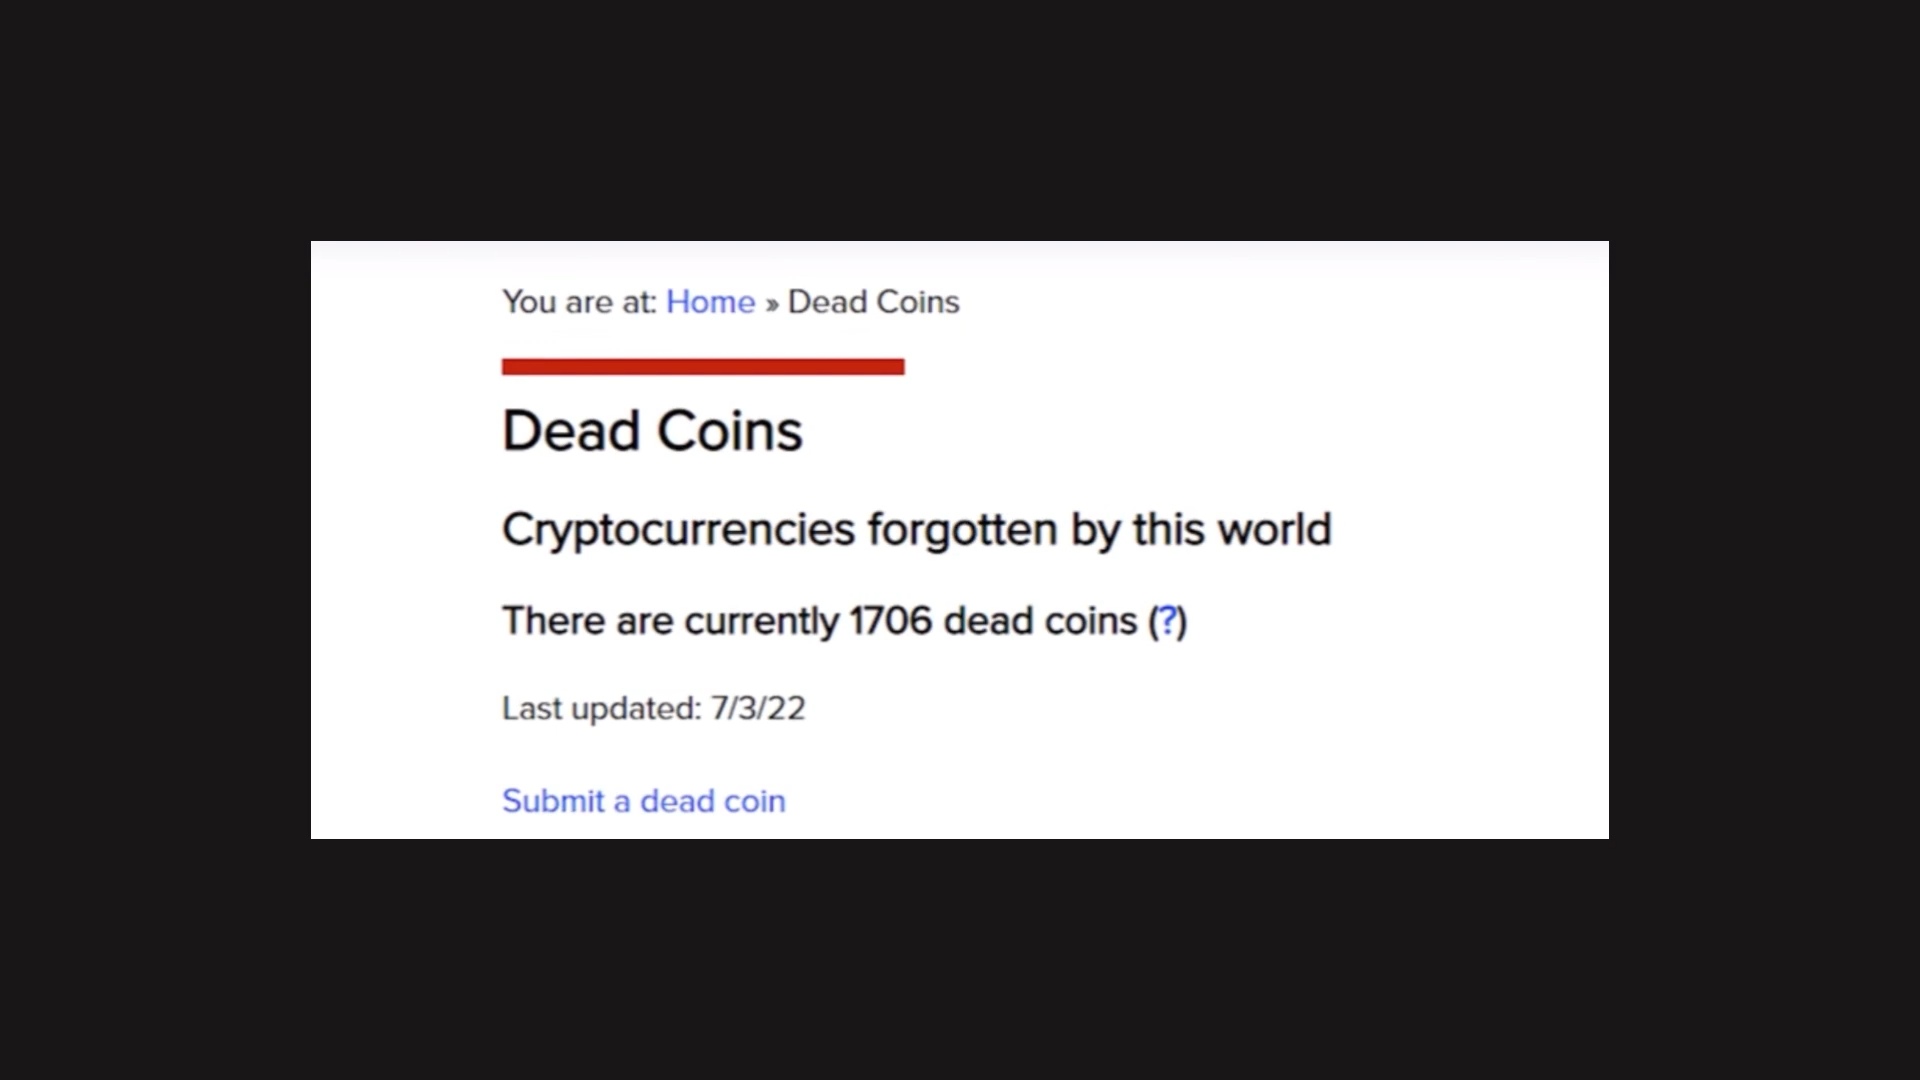 You are at: Home » Dead Coins
Dead Coins
Cryptocurrencies forgotten by this world
There are currently 1706 dead coins (?)
Last updated: 7/3/22
Submit a dead coin